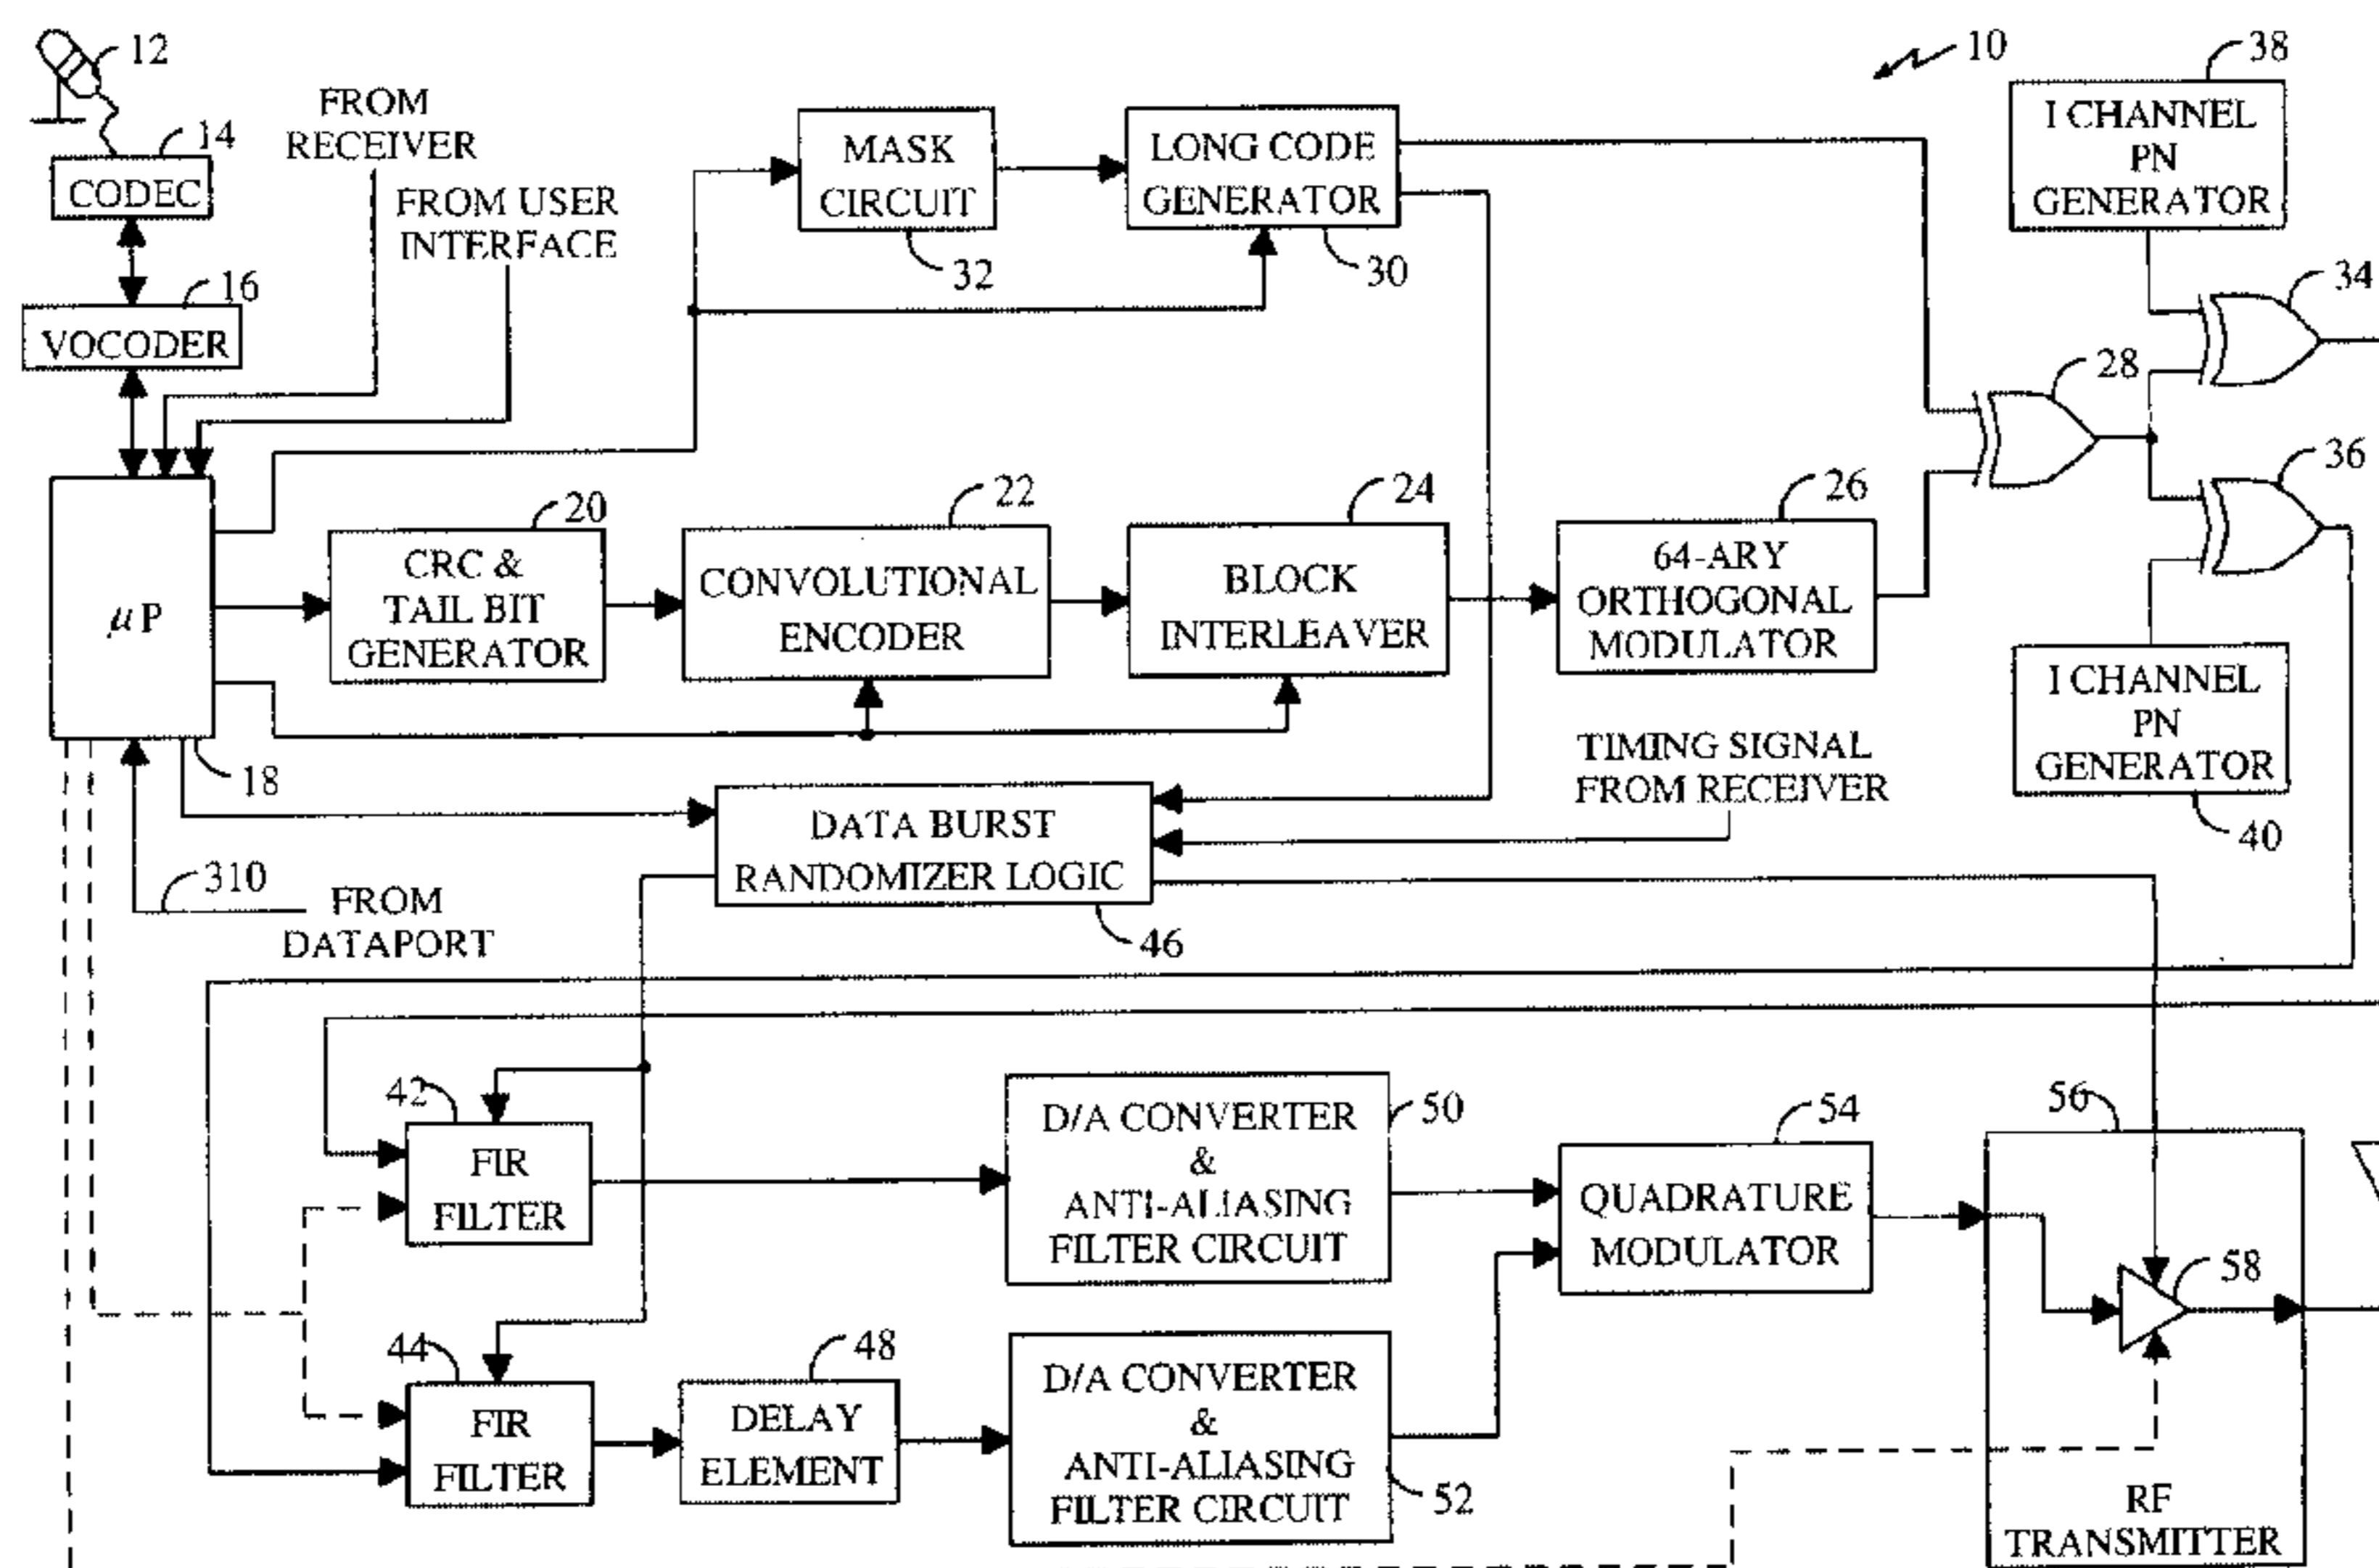 12
10
38
FROM
RECEIVER
14
CODEC
FROM USER
INTERFACE
MASK
CIRCUIT
32
LONG CODE
GENERATOR
30
I CHANNEL
PN
GENERATOR
34
16
VOCODER
28
36
μP
18
20
CRC &
TAIL BIT
GENERATOR
22
CONVOLUTIONAL
ENCODER
24
BLOCK
INTERLEAVER
26
64-ARY
ORTHOGONAL
MODULATOR
I CHANNEL
PN
GENERATOR
40
TIMING SIGNAL
FROM RECEIVER
DATA BURST
RANDOMIZER LOGIC
46
310
FROM
DATAPORT
42
FIR
FILTER
D/A CONVERTER
&
ANTI-ALIASING
FILTER CIRCUIT
50
54
QUADRATURE
MODULATOR
56
58
44
FIR
FILTER
48
DELAY
ELEMENT
D/A CONVERTER
&
ANTI-ALIASING
FILTER CIRCUIT
52
RF
TRANSMITTER